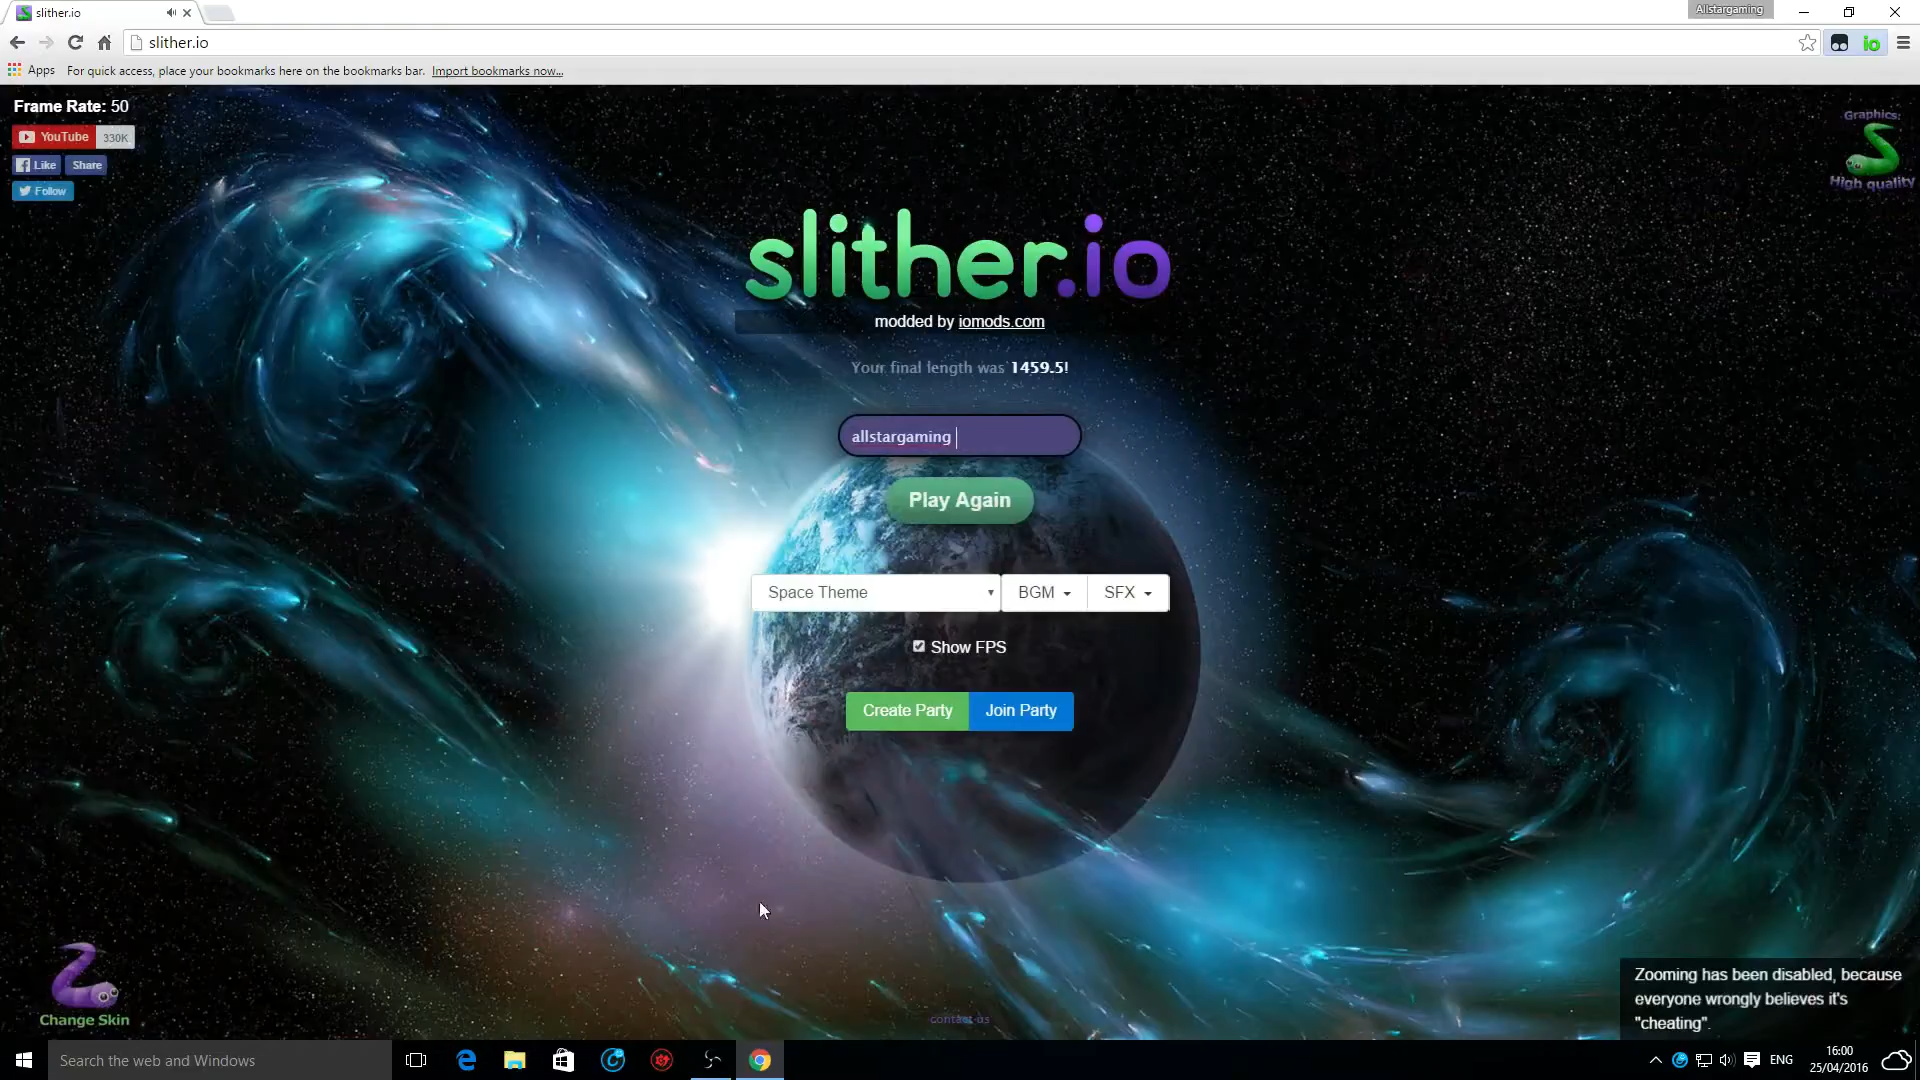 slither.io
Allstargaming
slither.io
io
Apps For quick access, place your bookmarks here on the bookmarks bar. Import bookmarks now...
Frame Rate: 50
YouTube 330K
Like Share
Follow
Graphics:
High quality
slither.io
modded by iomods.com
Your final length was 1459.5!
allstargaming
Play Again
Space Theme BGM SFX
Show FPS
Create Party Join Party
Zooming has been disabled, because
everyone wrongly believes it's
"cheating".
Change Skin
contact us
Search the web and Windows
ENG
16:00
25/04/2016